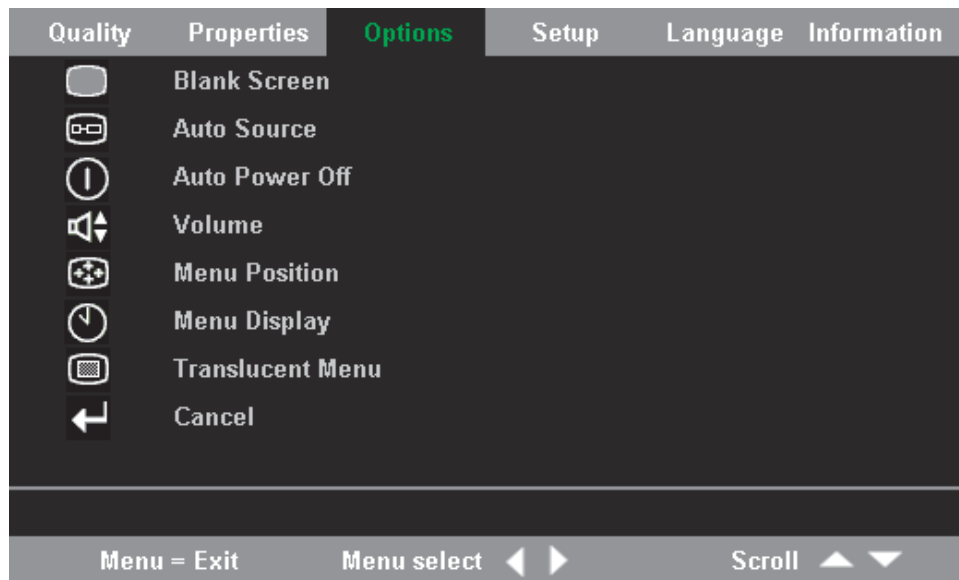 Quality Properties Options Setup Language Information
Blank Screen
Auto Source
Auto Power Off
Volume
Menu Position
Menu Display
Translucent Menu
Cancel
Menu = Exit Menu select Scroll